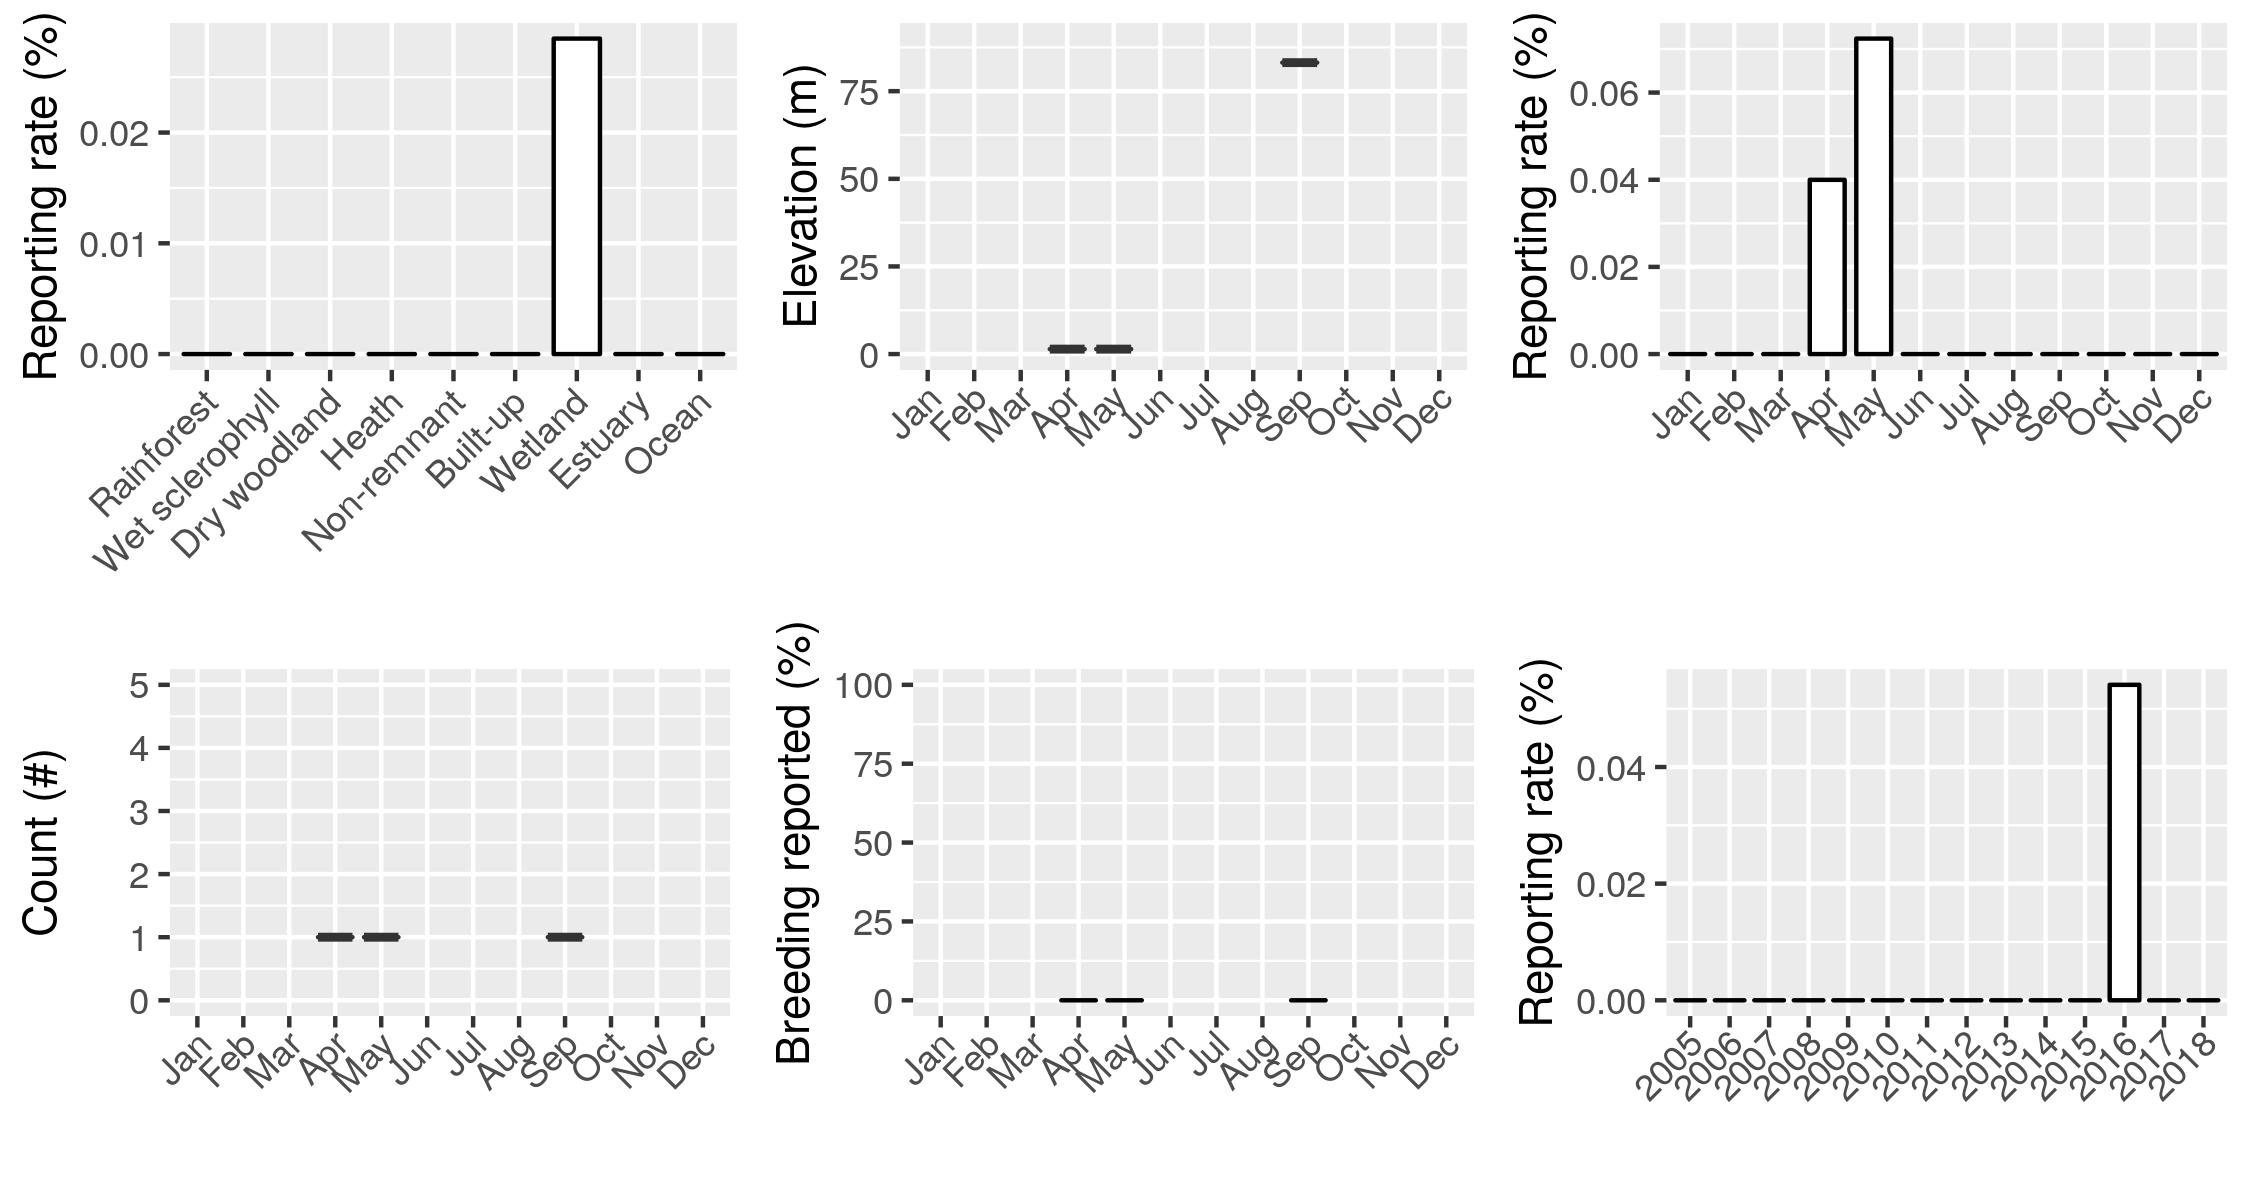 Reporting rate (%)
0.02
0.01
0.00
Rainforest
Wet sclerophyll
Dry woodland
Heath
Non-remnant
Built-up
Wetland
Estuary
Ocean
Elevation (m)
75
50
25
0
Jan
Feb
Mar
Apr
May
Jun
Jul
Aug
Sep
Oct
Nov
Dec
Reporting rate (%)
0.06
0.04
0.02
0.00
Jan
Feb
Mar
Apr
May
Jun
Jul
Aug
Sep
Oct
Nov
Dec
Count (#)
5
4
3
2
1
0
Jan
Feb
Mar
Apr
May
Jun
Jul
Aug
Sep
Oct
Nov
Dec
Breeding reported (%)
100
75
50
25
0
Jan
Feb
Mar
Apr
May
Jun
Jul
Aug
Sep
Oct
Nov
Dec
Reporting rate (%)
0.04
0.02
0.00
2005
2006
2007
2008
2009
2010
2011
2012
2013
2014
2015
2016
2017
2018